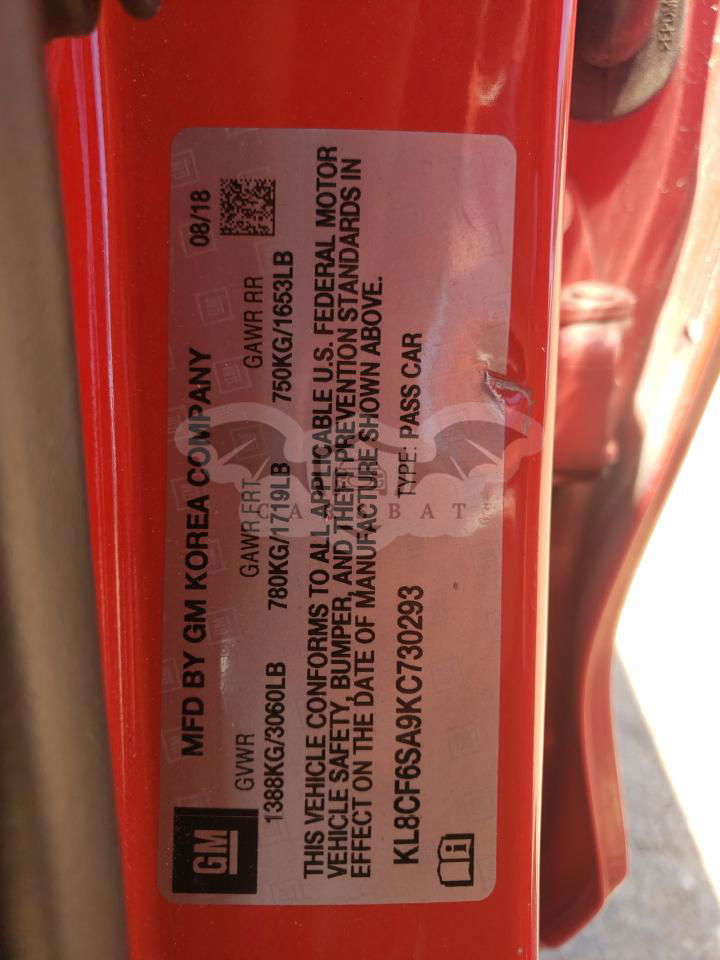 GM
MFD BY GM KOREA COMPANY 08/18
GVWR GAWR FRT GAWR RR
1388KG/3060LB 780KG/1719LB 750KG/1653LB
THIS VEHICLE CONFORMS TO ALL APPLICABLE U.S. FEDERAL MOTOR
VEHICLE SAFETY, BUMPER, AND THEFT PREVENTION STANDARDS IN
EFFECT ON THE DATE OF MANUFACTURE SHOWN ABOVE.
KL8CF6SA9KC730293 TYPE: PASS CAR
CARSBAT